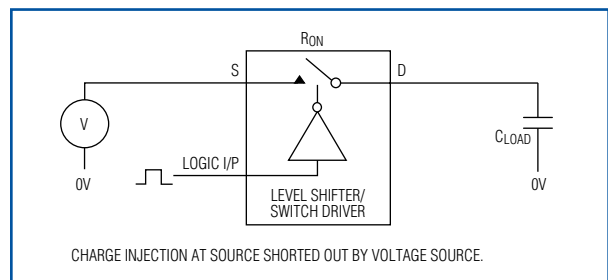 RON
S
D
V
CLOAD
LOGIC I/P
0V
0V
LEVEL SHIFTER/
SWITCH DRIVER
CHARGE INJECTION AT SOURCE SHORTED OUT BY VOLTAGE SOURCE.